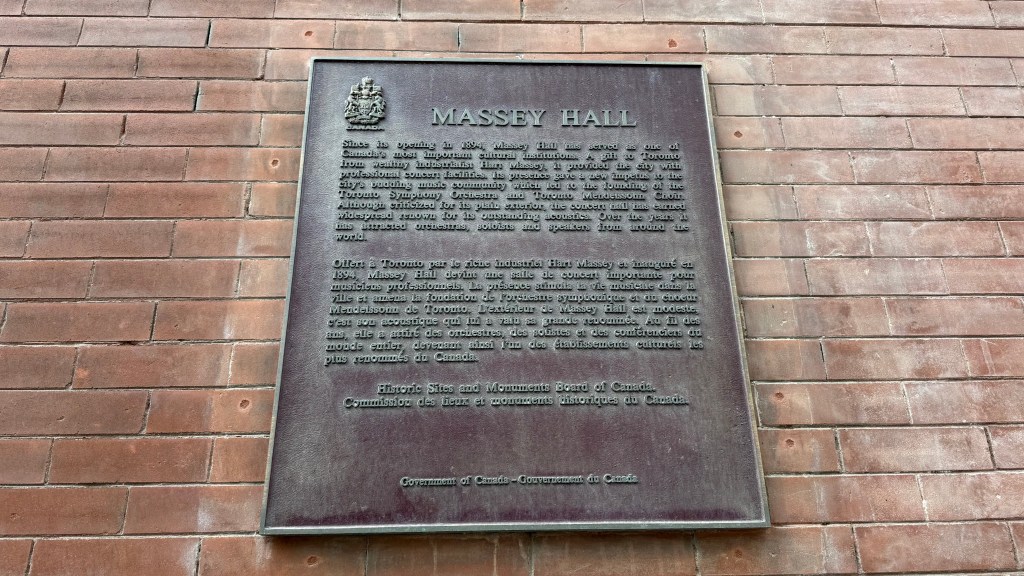 CANADA
MASSEY HALL
Since its opening in 1894, Massey Hall has served as one of
Canada's most important cultural institutions. A gift to Toronto
from wealthy industrialist Hart Massey, it provided the city with
professional concert facilities. Its presence gave a new impetus to the
city's budding music community which led to the founding of the
Toronto Symphony Orchestra and Toronto Mendelssohn Choir.
Although criticized for its plain exterior, the concert hall has earned
widespread renown for its outstanding acoustics. Over the years it
has attracted orchestras, soloists and speakers from around the
world.
Offert à Toronto par le riche industriel Hart Massey et inauguré en
1894, Massey Hall devint une salle de concert importante pour
musiciens professionnels. Sa présence stimula la vie musicale dans la
ville et amena la fondation de l'orchestre symphonique et du choeur
Mendelssohn de Toronto. L'extérieur de Massey Hall est modeste
c'est son acoustique qui lui a valu sa grande renommée. Au fil des
ans, elle a attiré des orchestres, des solistes et des conférenciers du
monde entier, devenant ainsi l'un des établissements culturels les
plus renommés du Canada.
Historic Sites and Monuments Board of Canada.
Commission des lieux et monuments historiques du Canada.
Government of Canada - Gouvernement du Canada